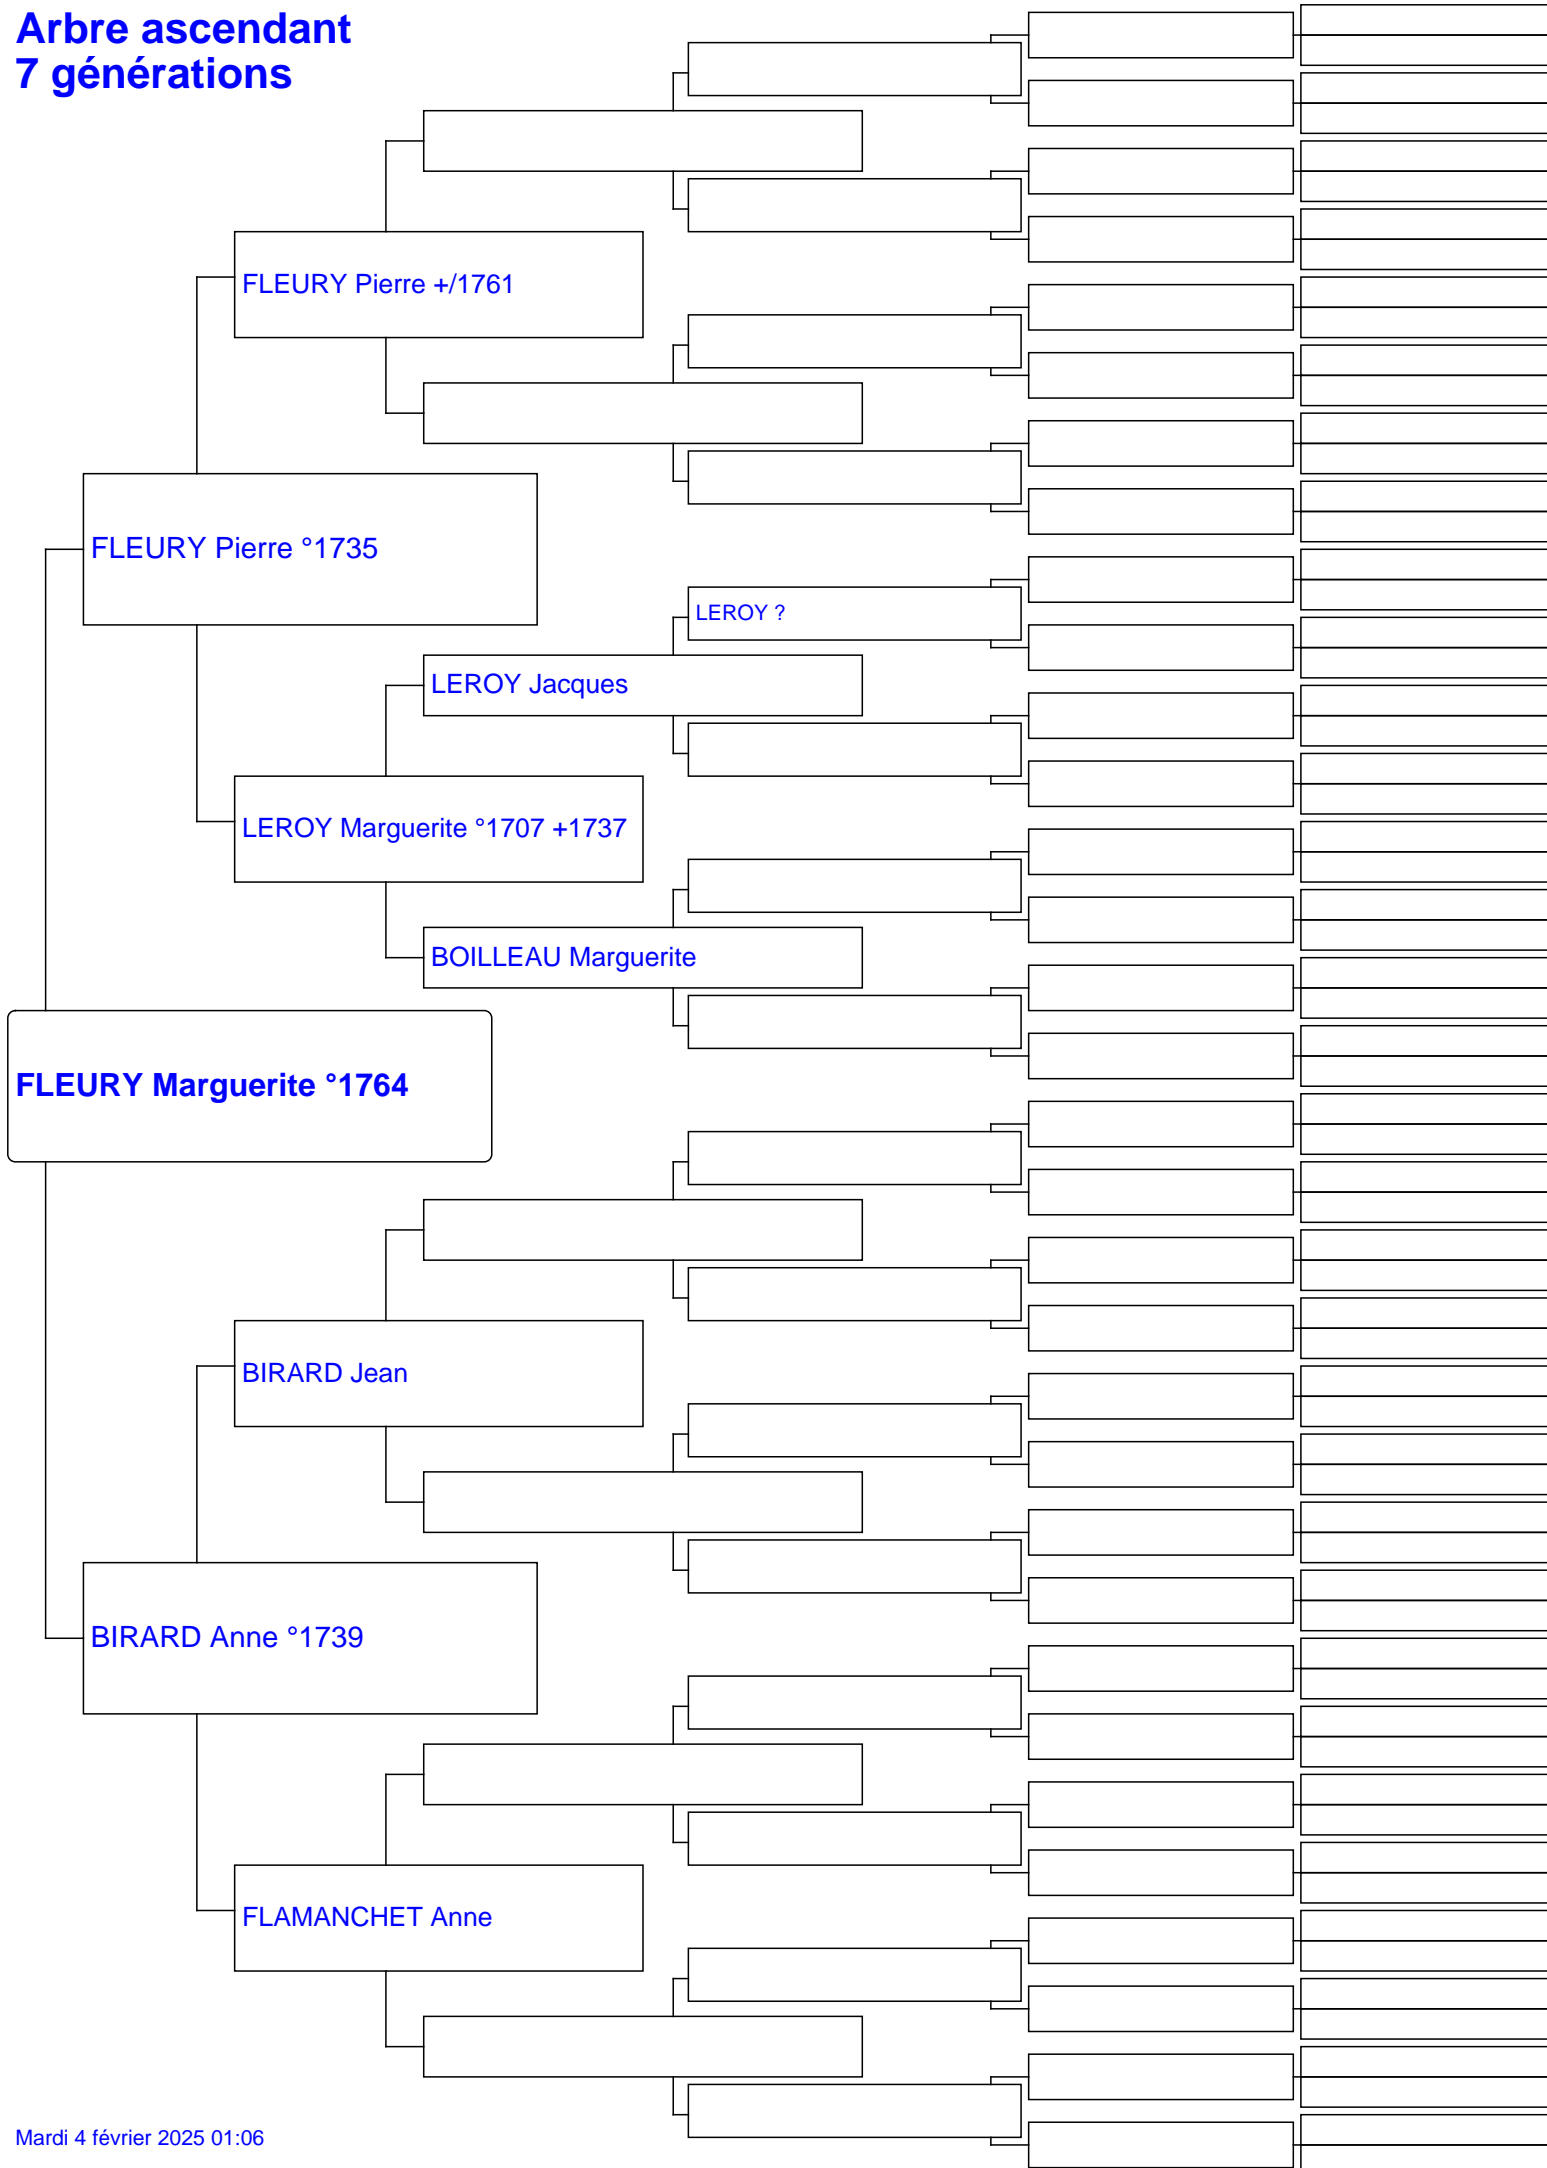 Arbre ascendant
7 générations
FLEURY Pierre +/1761
FLEURY Pierre °1735
LEROY ?
LEROY Jacques
LEROY Marguerite °1707 +1737
BOILLEAU Marguerite
FLEURY Marguerite °1764
BIRARD Jean
BIRARD Anne °1739
FLAMANCHET Anne
Mardi 4 février 2025 01:06